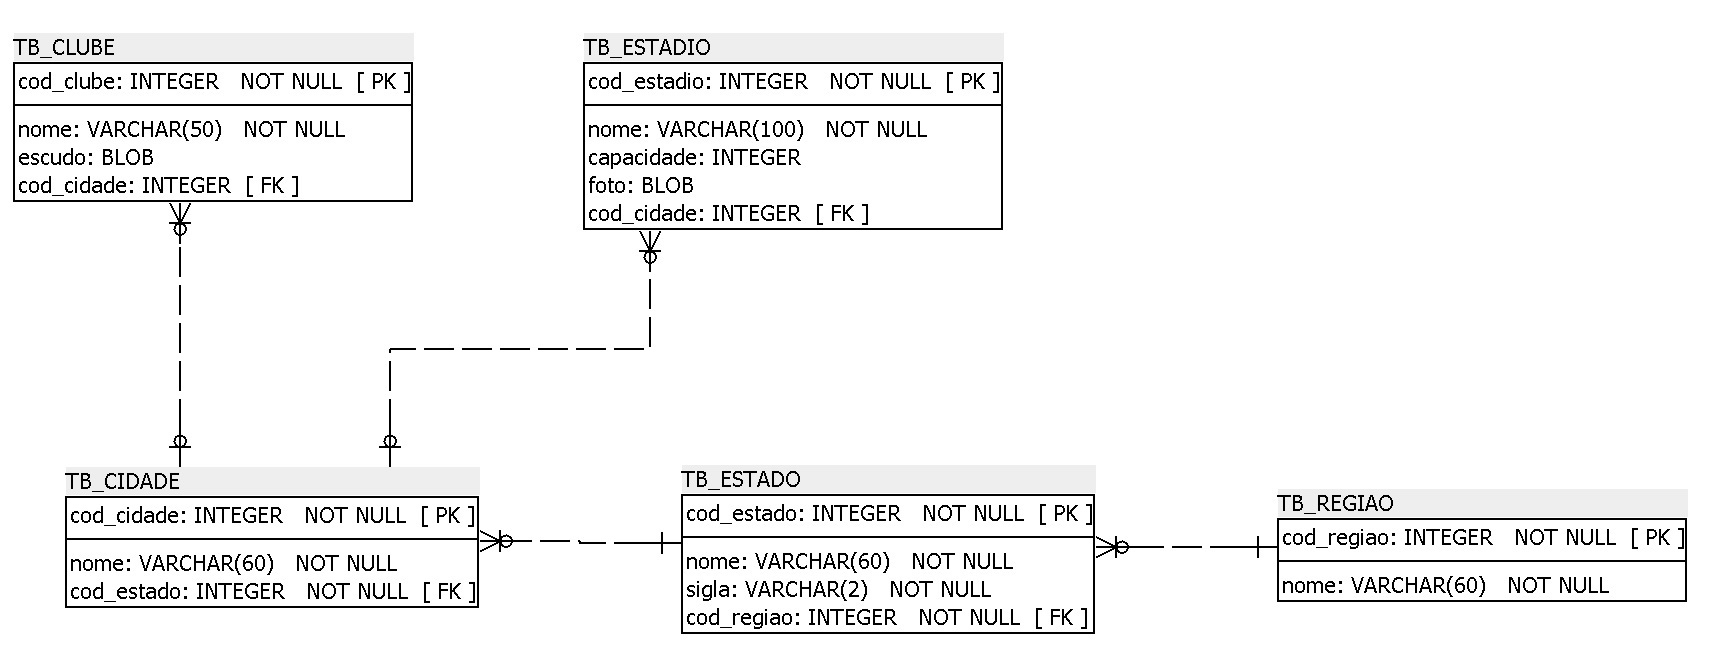 TB_CLUBE
cod_clube: INTEGER NOT NULL [ PK ]
nome: VARCHAR(50) NOT NULL
escudo: BLOB
cod_cidade: INTEGER [ FK ]
TB_ESTADIO
cod_estadio: INTEGER NOT NULL [ PK ]
nome: VARCHAR(100) NOT NULL
capacidade: INTEGER
foto: BLOB
cod_cidade: INTEGER [ FK ]
TB_CIDADE
cod_cidade: INTEGER NOT NULL [ PK ]
nome: VARCHAR(60) NOT NULL
cod_estado: INTEGER NOT NULL [ FK ]
TB_ESTADO
cod_estado: INTEGER NOT NULL [ PK ]
nome: VARCHAR(60) NOT NULL
sigla: VARCHAR(2) NOT NULL
cod_regiao: INTEGER NOT NULL [ FK ]
TB_REGIAO
cod_regiao: INTEGER NOT NULL [ PK ]
nome: VARCHAR(60) NOT NULL